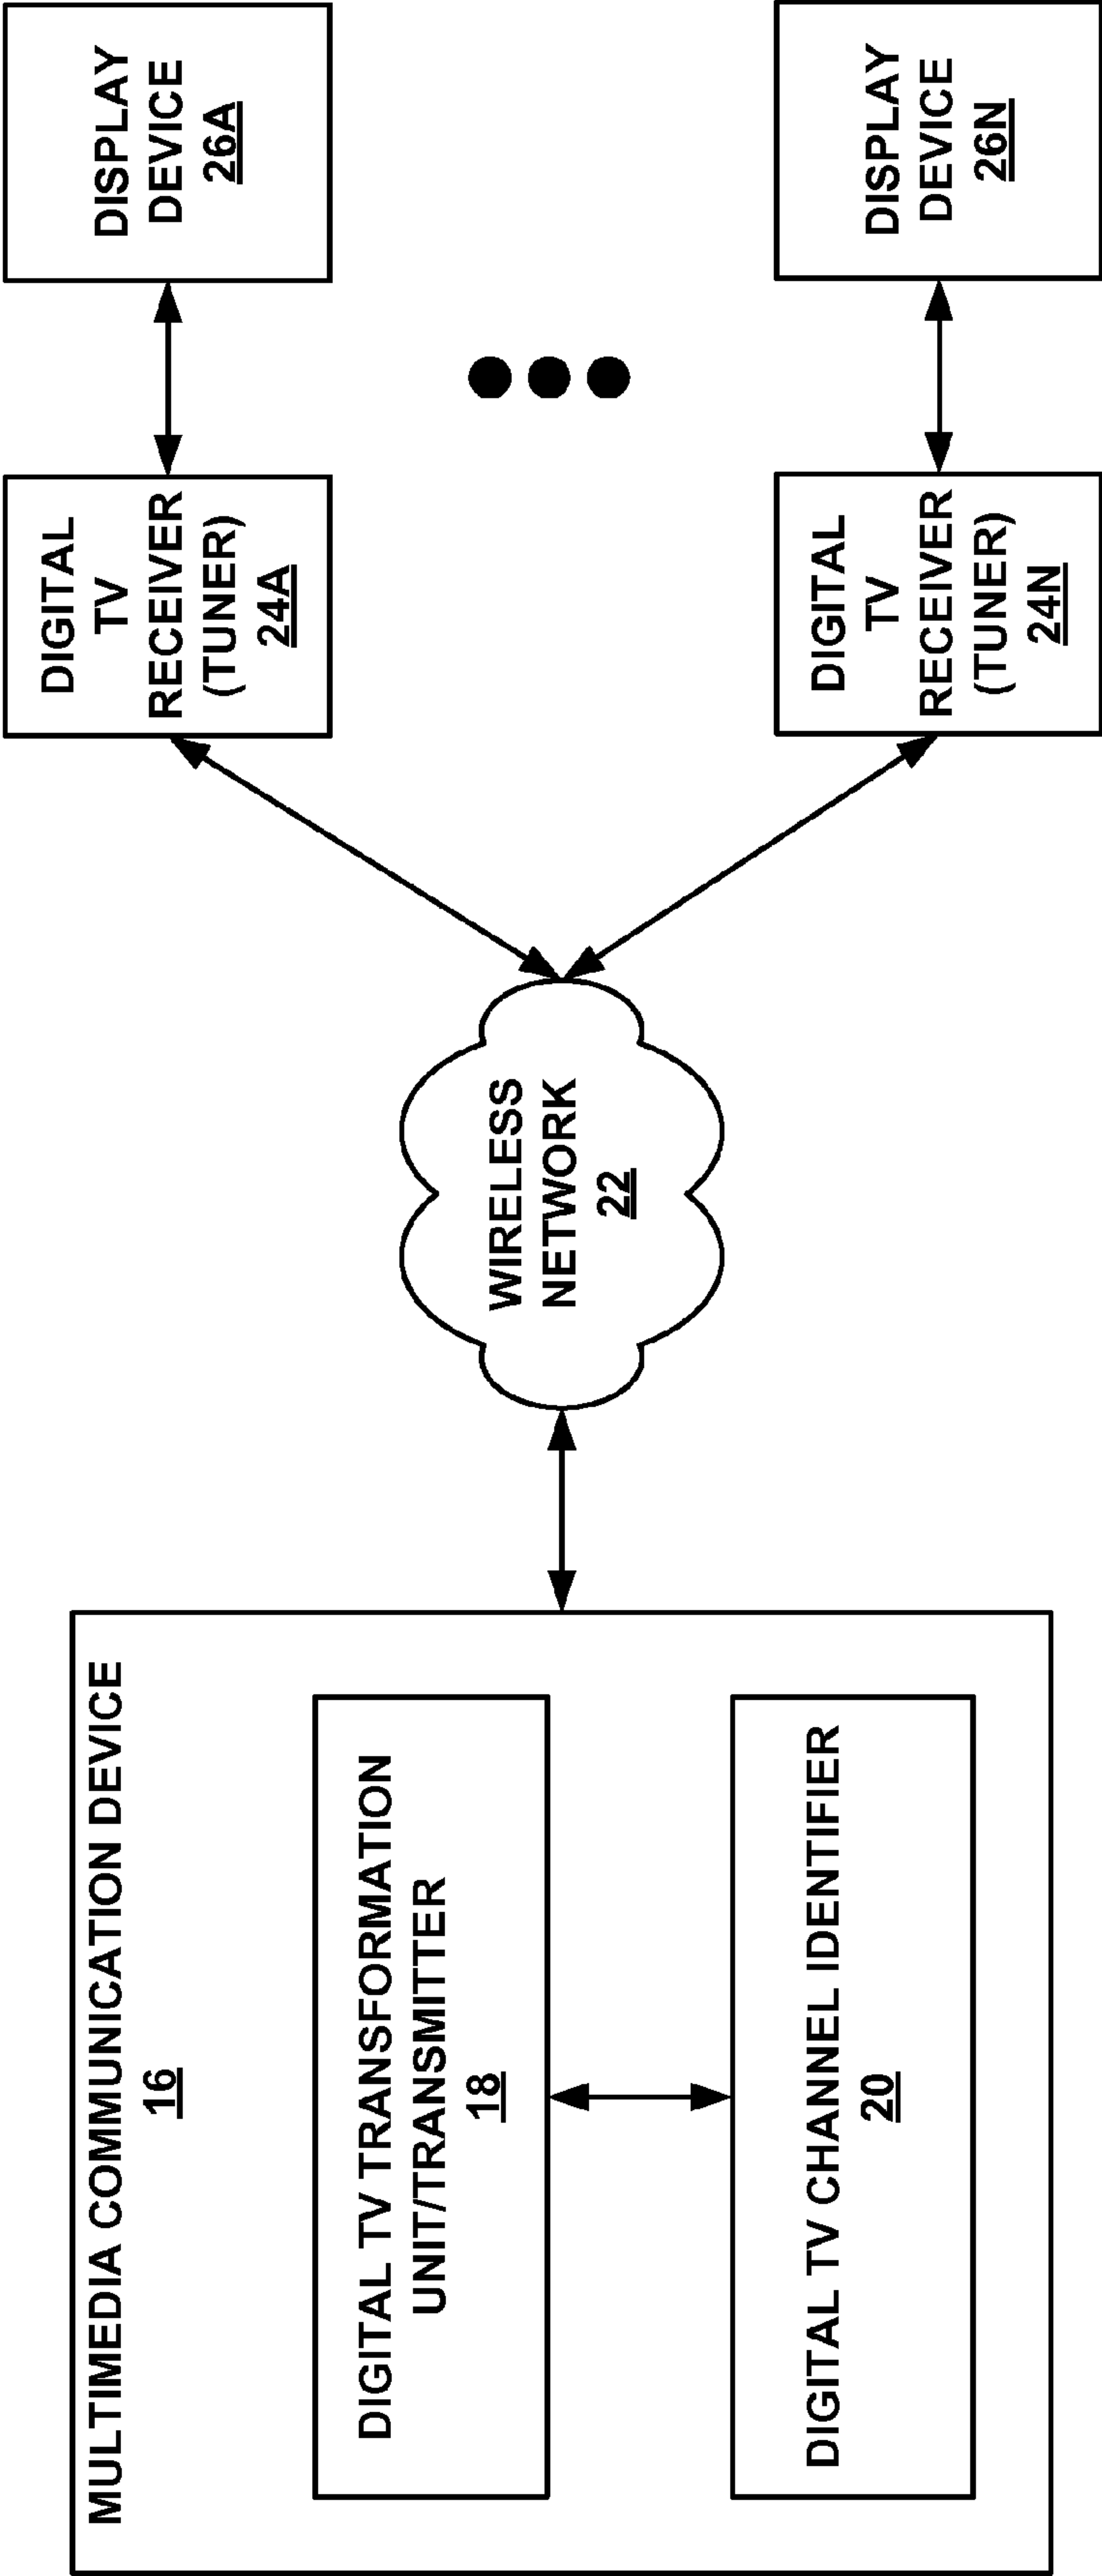 MULTIMEDIA COMMUNICATION DEVICE
16
DIGITAL TV TRANSFORMATION
UNIT/TRANSMITTER
18
DIGITAL TV CHANNEL IDENTIFIER
20
WIRELESS
NETWORK
22
DIGITAL
TV
RECEIVER
(TUNER)
24A
DISPLAY
DEVICE
26A
DIGITAL
TV
RECEIVER
(TUNER)
24N
DISPLAY
DEVICE
26N